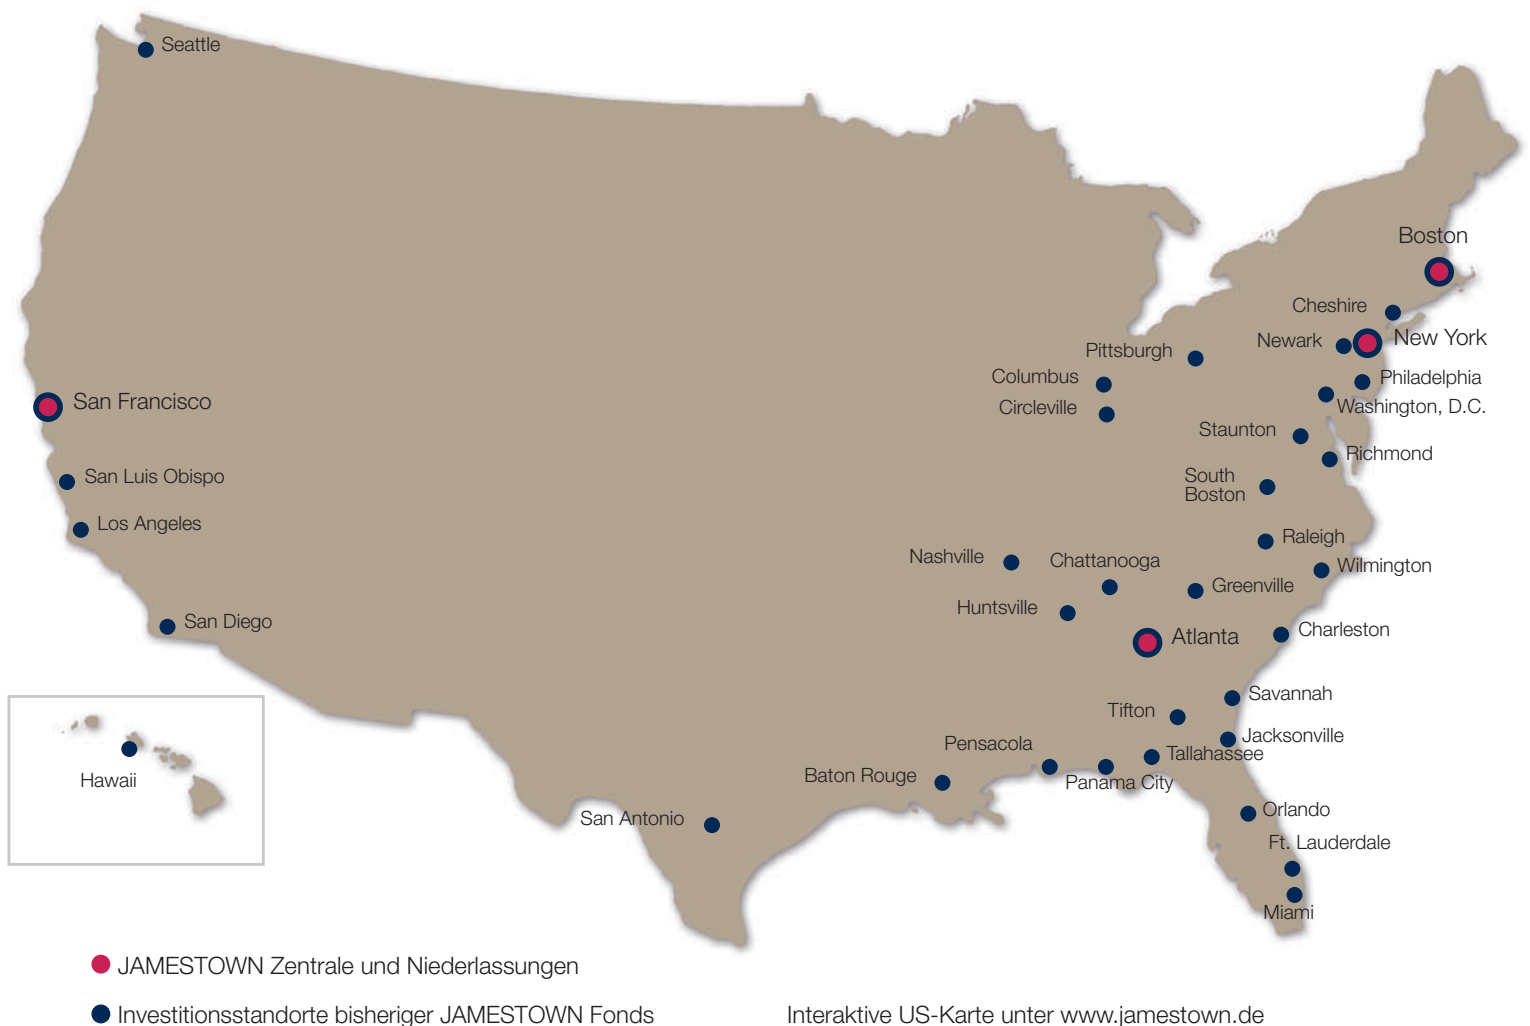 Seattle
Boston
Cheshire
Newark
New York
Pittsburgh
Columbus
Philadelphia
San Francisco
Circleville
Washington, D.C.
Staunton
Richmond
San Luis Obispo
South
Boston
Los Angeles
Raleigh
Nashville
Chattanooga
Wilmington
Greenville
Huntsville
San Diego
Atlanta
Charleston
Savannah
Tifton
Jacksonville
Pensacola
Tallahassee
Baton Rouge
Panama City
Hawaii
San Antonio
Orlando
Ft. Lauderdale
Miami
JAMESTOWN Zentrale und Niederlassungen
Investitionsstandorte bisheriger JAMESTOWN Fonds
Interaktive US-Karte unter www.jamestown.de